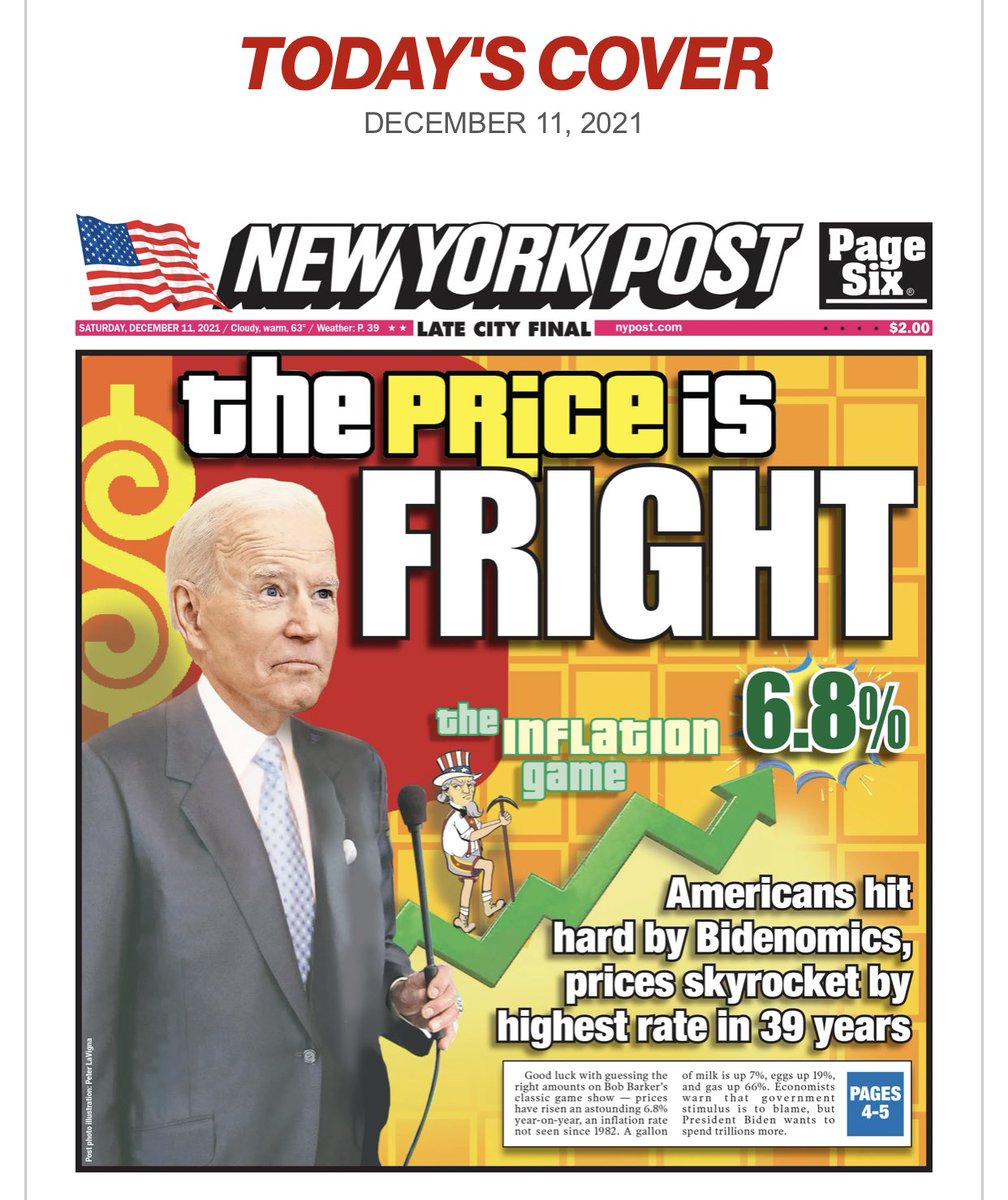 TODAY'S COVER
DECEMBER 11, 2021
NEW YORK POST
Page
Six®
SATURDAY, DECEMBER 11, 2021 / Cloudy, warm, 63° / Weather: P. 39 ★ ★ LATE CITY FINAL nypost.com • • • • $2.00
the PRiCE is
FRIGHT
6.8%
the
INFLATION
game
Americans hit
hard by Bidenomics,
prices skyrocket by
highest rate in 39 years
Good luck with guessing the
right amounts on Bob Barker's
classic game show — prices
have risen an astounding 6.8%
year-on-year, an inflation rate
not seen since 1982. A gallon
of milk is up 7%, eggs up 19%,
and gas up 66%. Economists
warn that government
stimulus is to blame, but
President Biden wants to
spend trillions more.
PAGES
4-5
Post photo illustration: Peter LaVigna